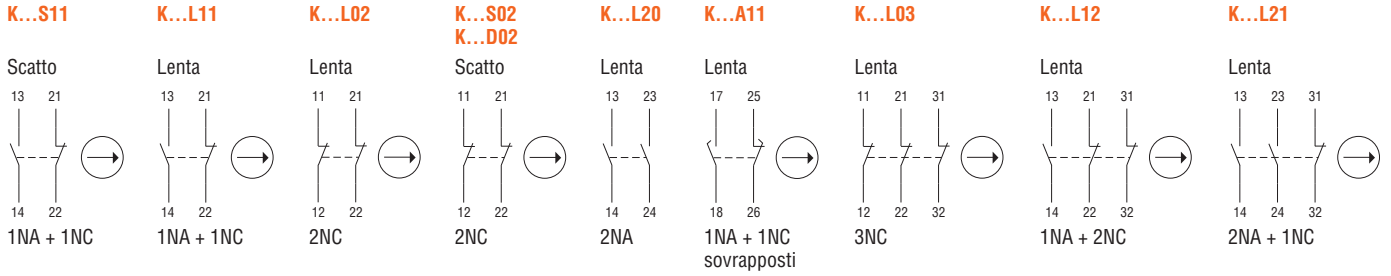 K…S11 K…L11 K…L02 K…S02 K…L20 K…A11 K…L03 K…L12 K…L21
K…D02
Scatto Lenta Lenta Scatto Lenta Lenta Lenta Lenta Lenta
13 21 13 21 11 21 11 21 13 23 17 25 11 21 31 13 21 31 13 23 31
14 22 14 22 12 22 12 22 14 24 18 26 12 22 32 14 22 32 14 24 32
1NA + 1NC 1NA + 1NC 2NC 2NC 2NA 1NA + 1NC 3NC 1NA + 2NC 2NA + 1NC
sovrapposti